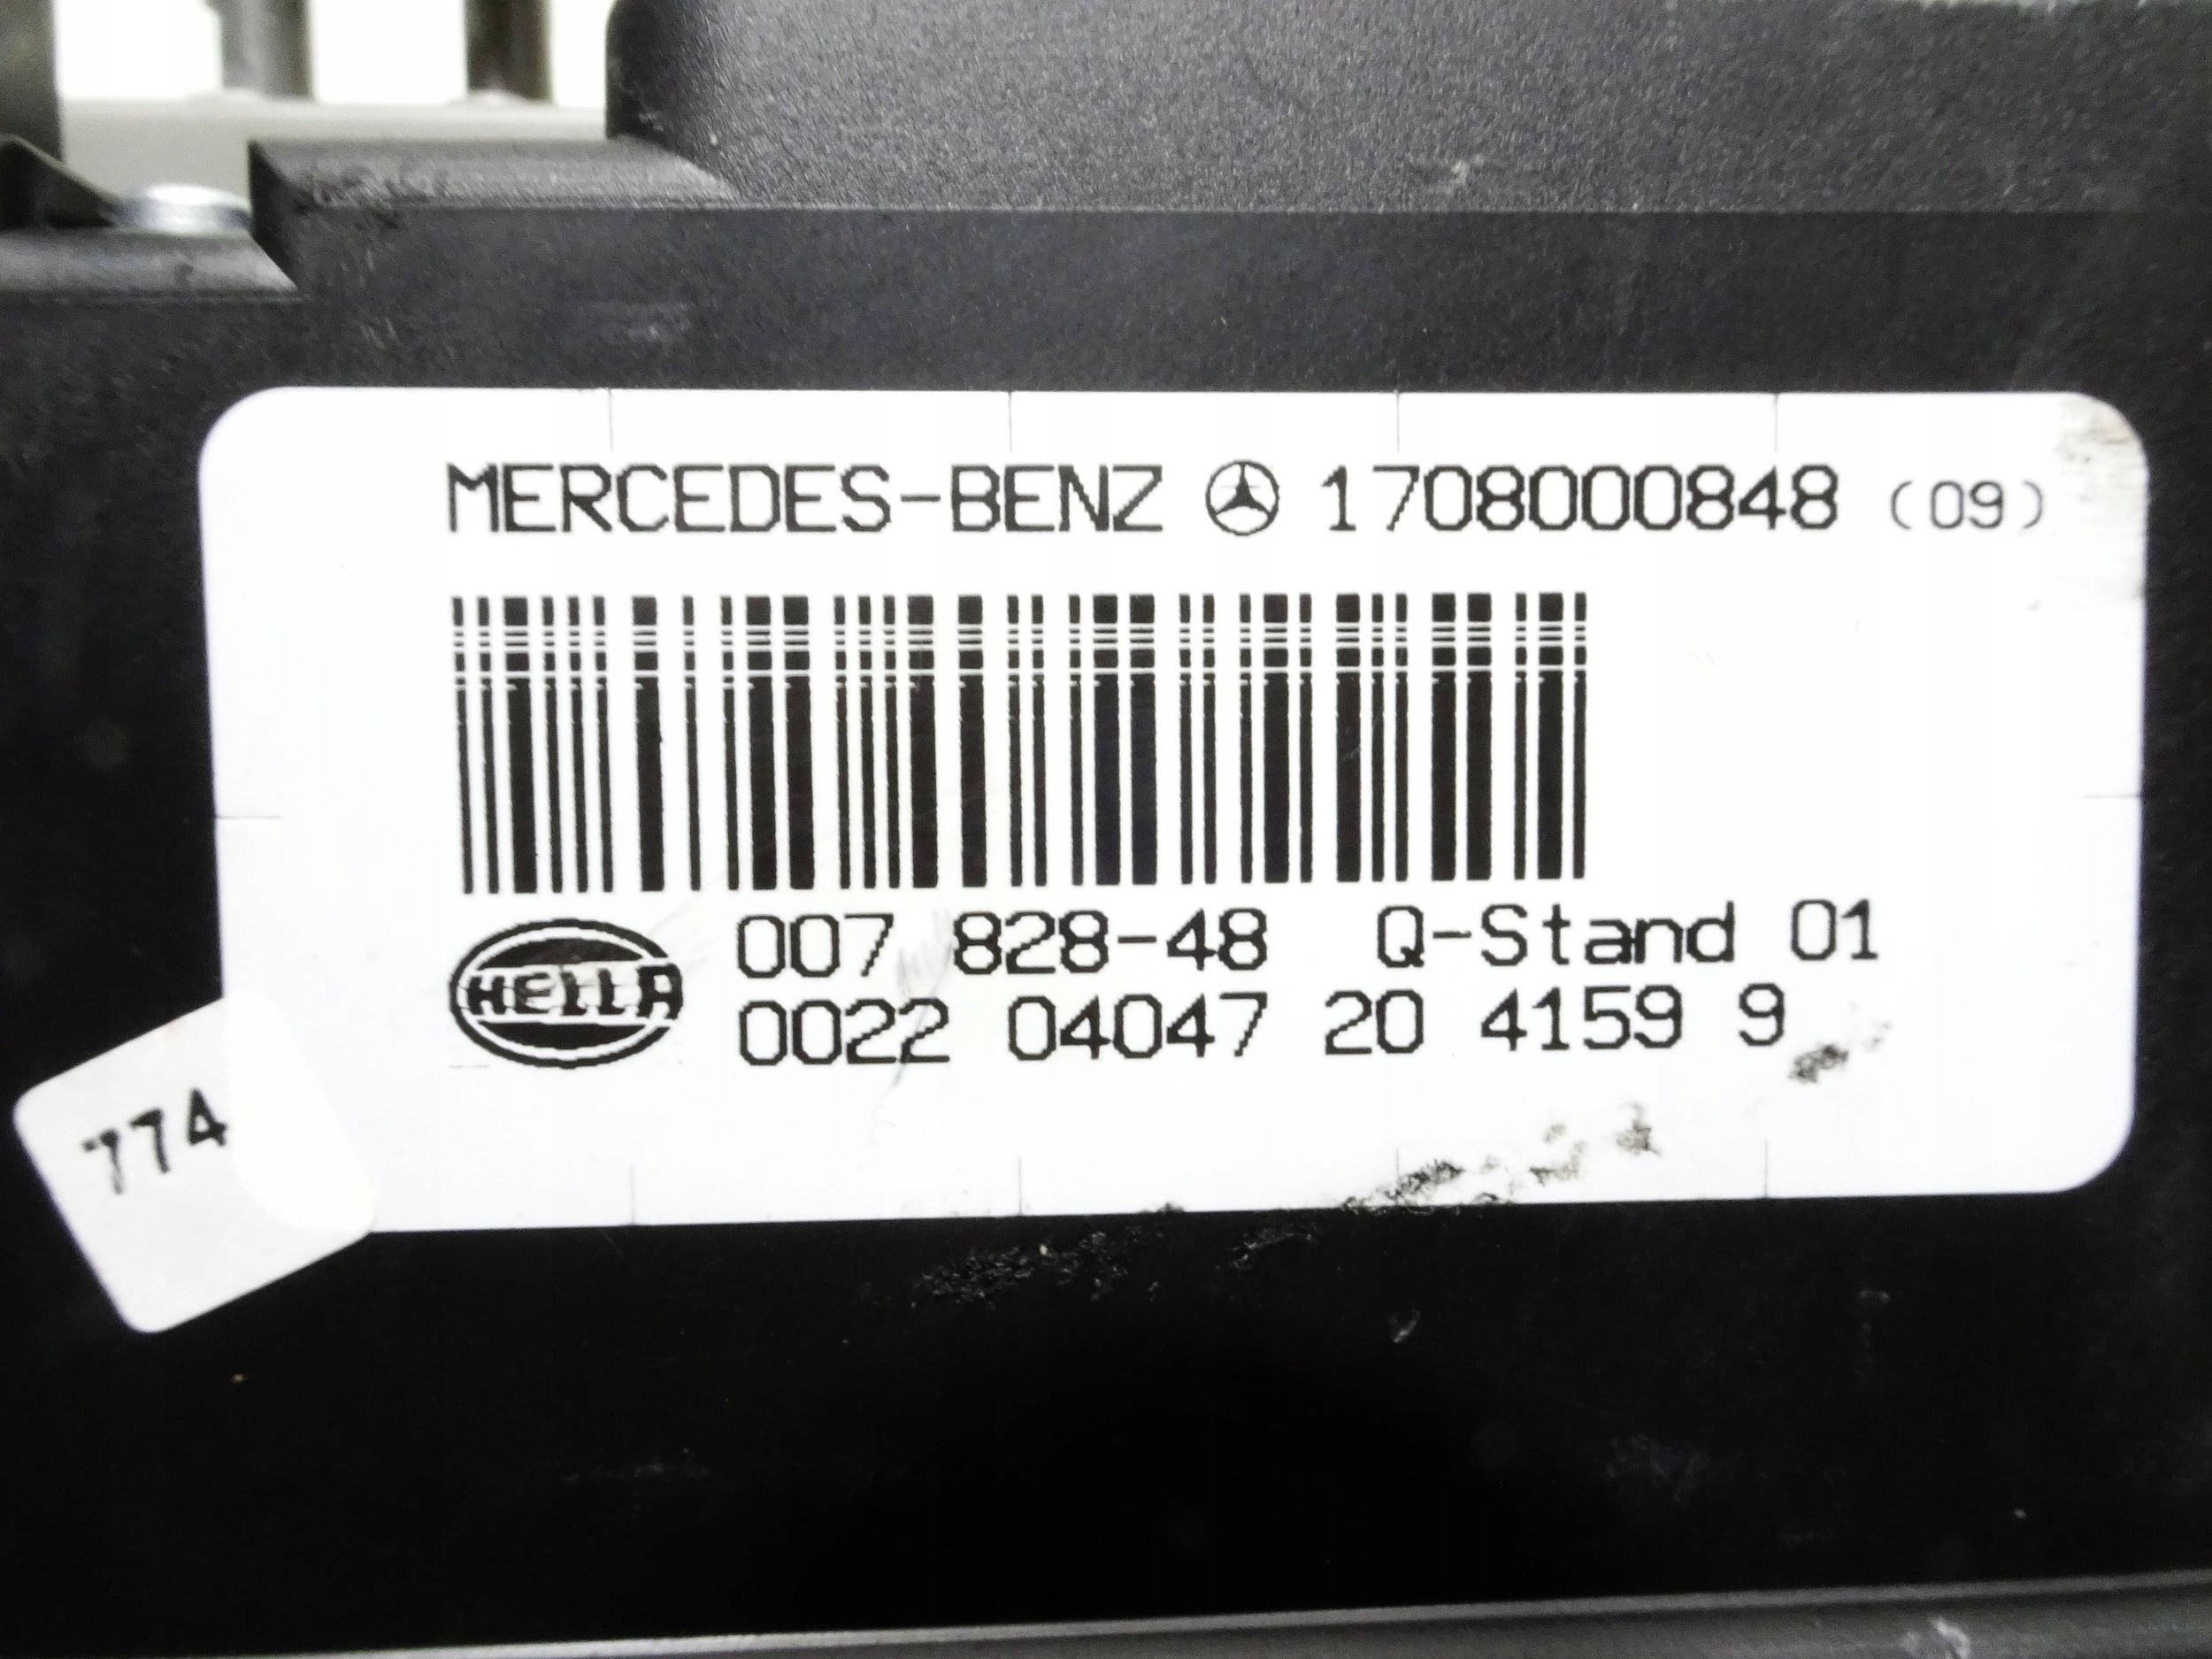 MERCEDES-BENZ 1708000848 (09)
007 828-48 Q-Stand 01
HELLA
0022 04047 20 4159 9
774